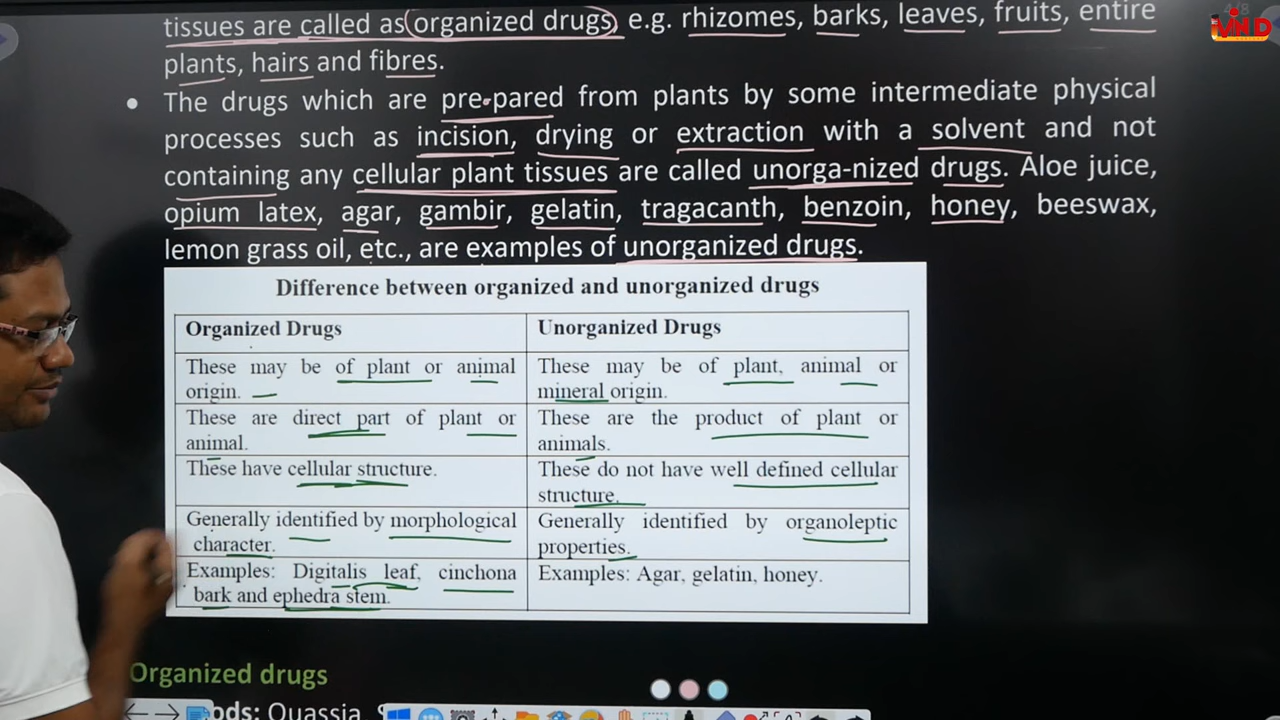 tissues are called as organized drugs, e.g. rhizomes, barks, leaves, fruits, entire
plants, hairs and fibres.
• The drugs which are pre-pared from plants by some intermediate physical
processes such as incision, drying or extraction with a solvent and not
containing any cellular plant tissues are called unorga-nized drugs. Aloe juice,
opium latex, agar, gambir, gelatin, tragacanth, benzoin, honey, beeswax,
lemon grass oil, etc., are examples of unorganized drugs.
Difference between organized and unorganized drugs
Organized Drugs
Unorganized Drugs
These may be of plant or animal
origin.
These may be of plant, animal or
mineral origin.
These are direct part of plant or
animal.
These are the product of plant or
animals.
These have cellular structure.
These do not have well defined cellular
structure.
Generally identified by morphological
character.
Generally identified by organoleptic
properties.
Examples: Digitalis leaf, cinchona
bark and ephedra stem.
Examples: Agar, gelatin, honey.
Organized drugs
ods: Quassia